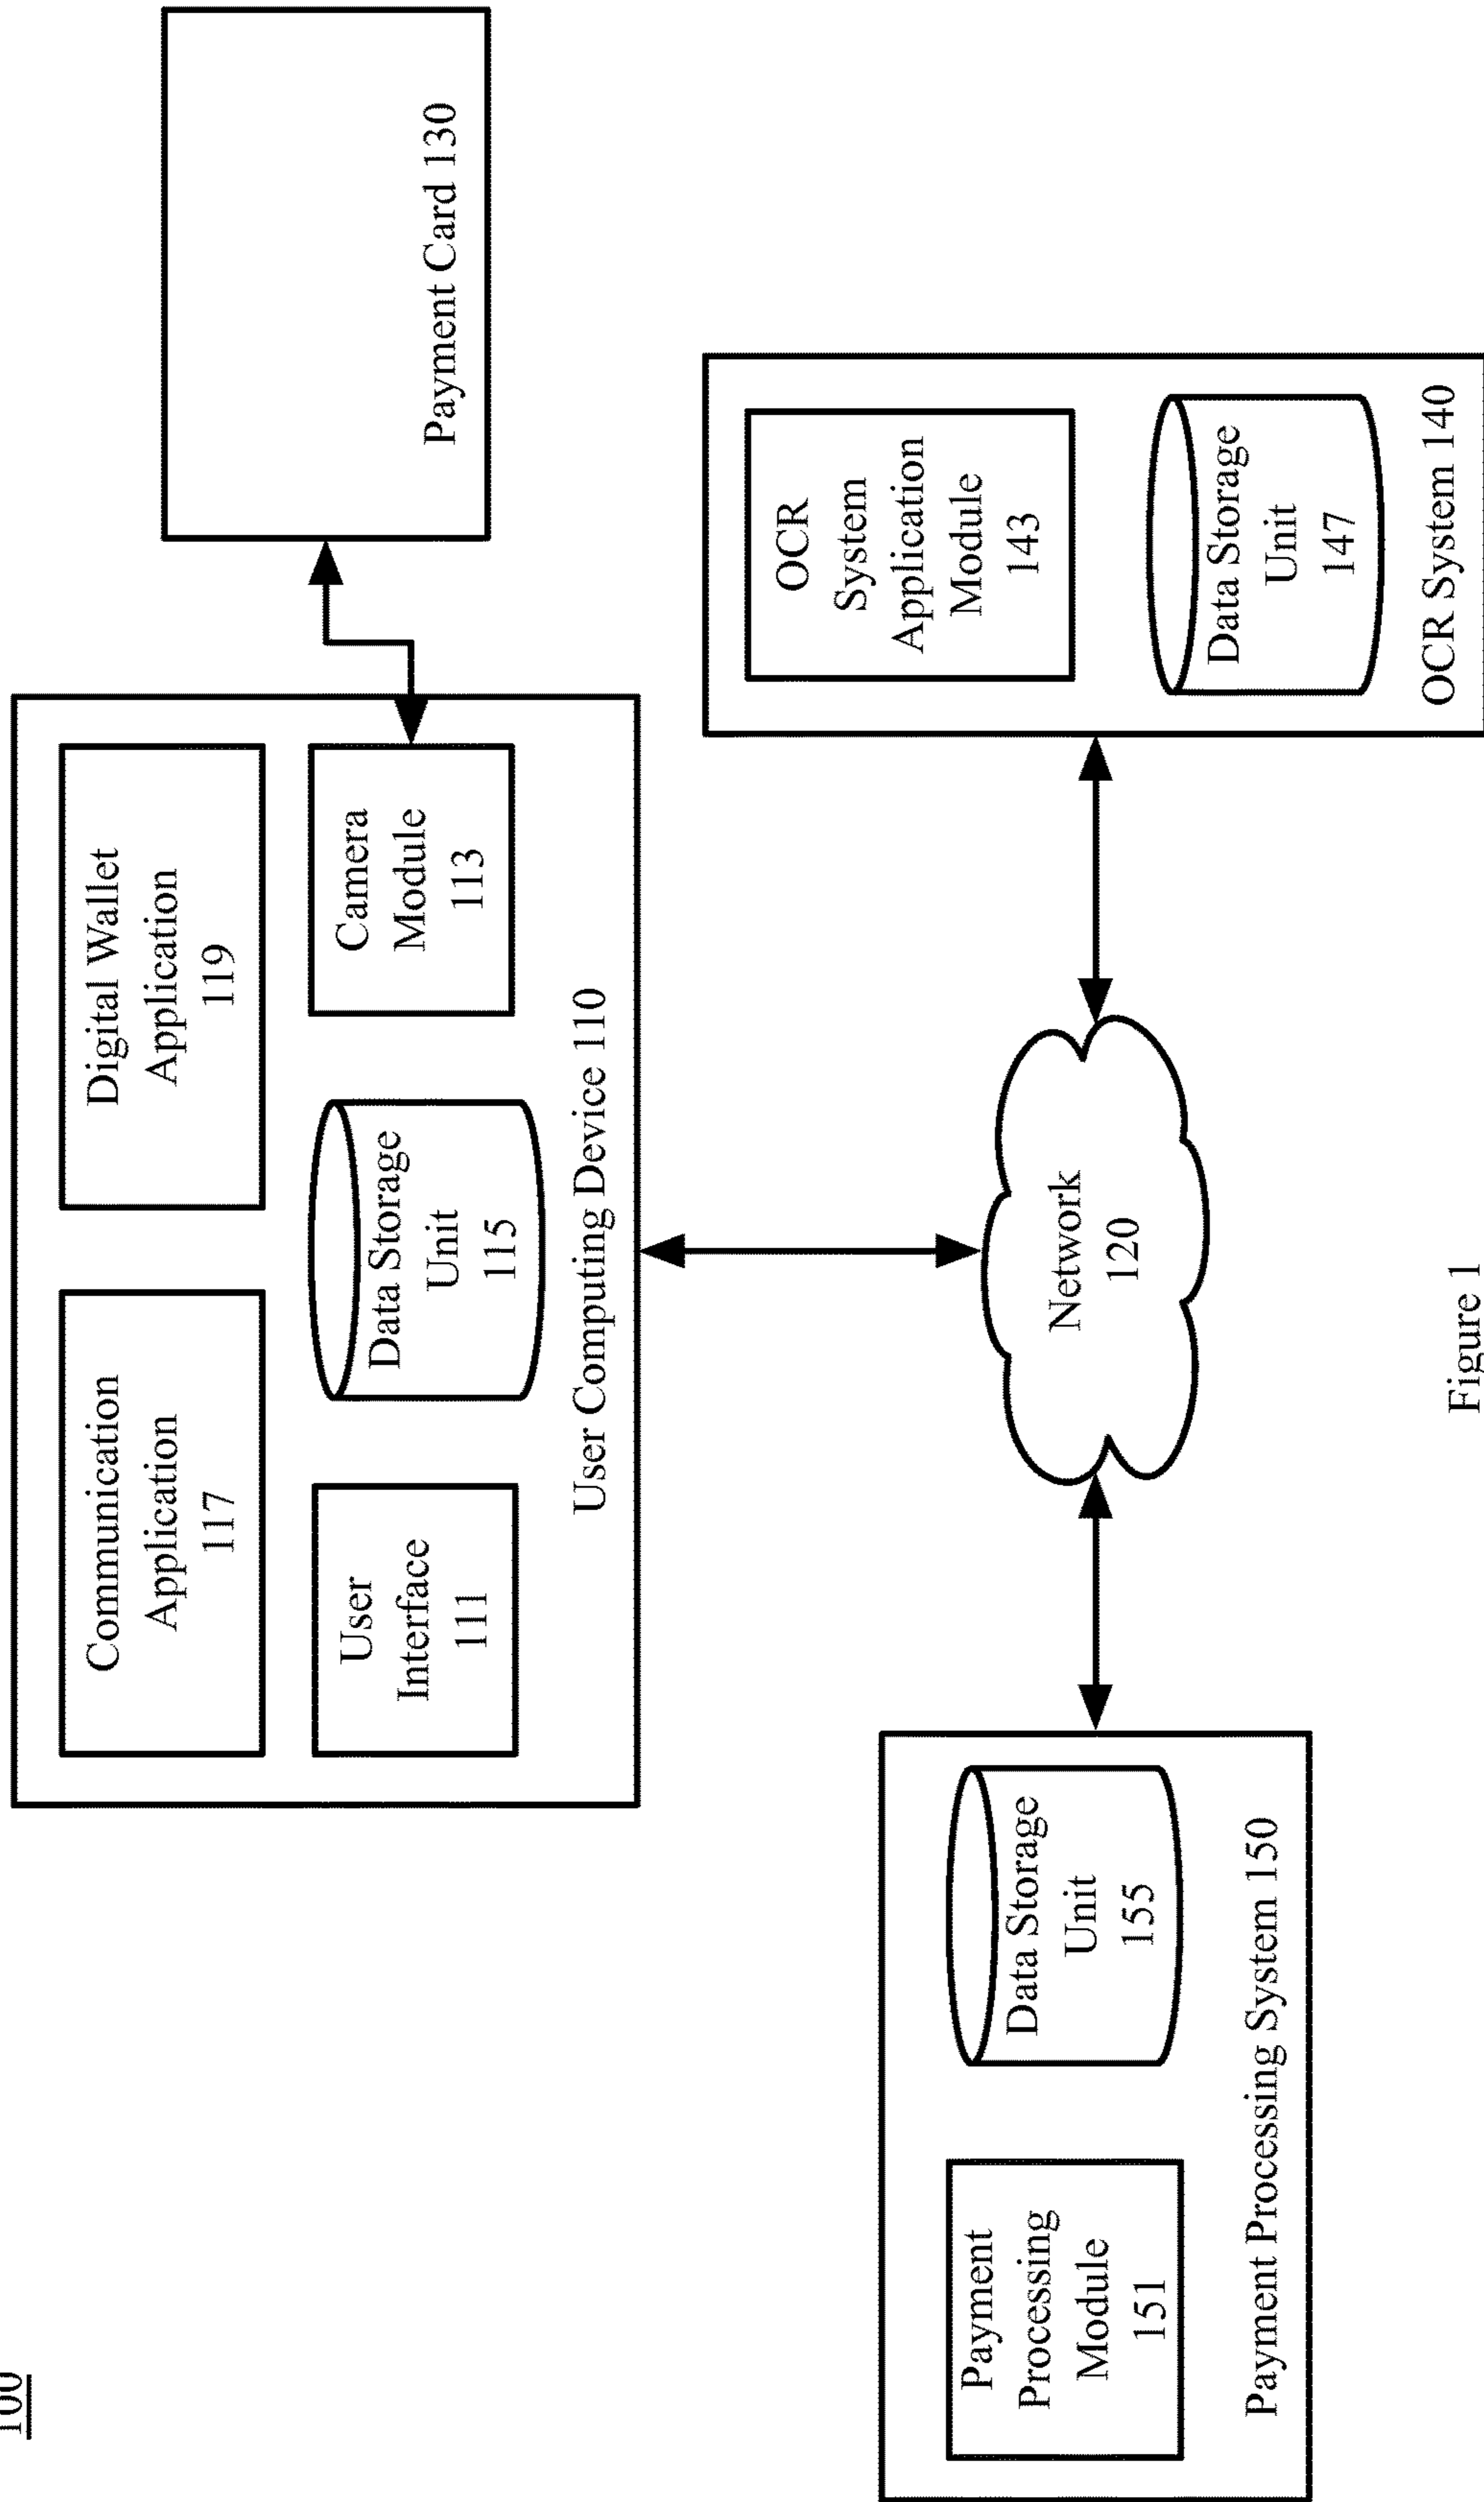 100
Communication
Application
117
Digital Wallet
Application
119
User
Interface
111
Data Storage
Unit
115
Camera
Module
113
User Computing Device 110
Payment Card 130
Network
120
Payment
Processing
Module
151
Data Storage
Unit
155
Payment Processing System 150
OCR
System
Application
Module
143
Data Storage
Unit
147
OCR System 140
Figure 1